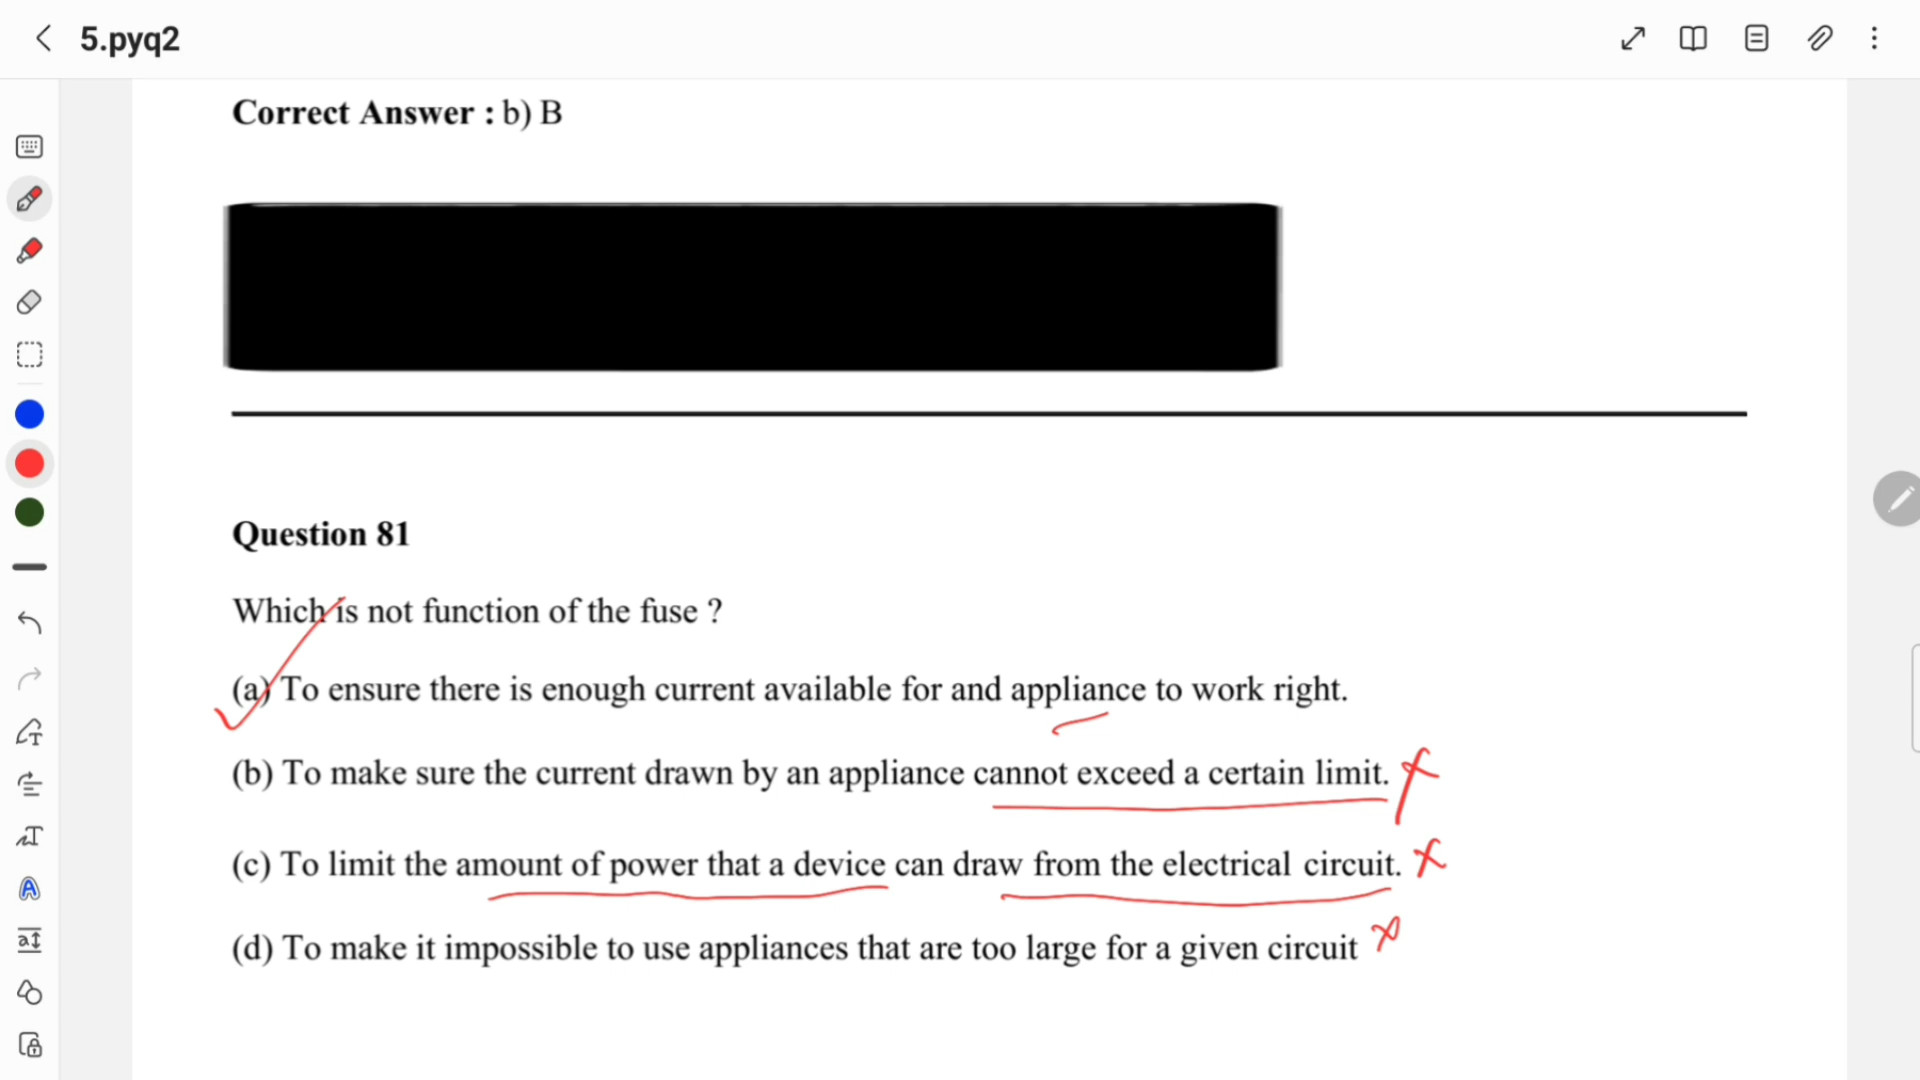 5.pyq2
Correct Answer : b) B
Question 81
Which is not function of the fuse ?
(a) To ensure there is enough current available for and appliance to work right.
(b) To make sure the current drawn by an appliance cannot exceed a certain limit.
(c) To limit the amount of power that a device can draw from the electrical circuit.
(d) To make it impossible to use appliances that are too large for a given circuit